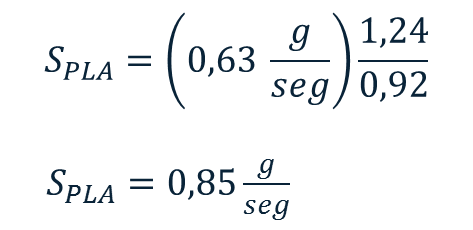 S_PLA = (0,63 g/seg) 1,24/0,92
S_PLA = 0,85 g/seg